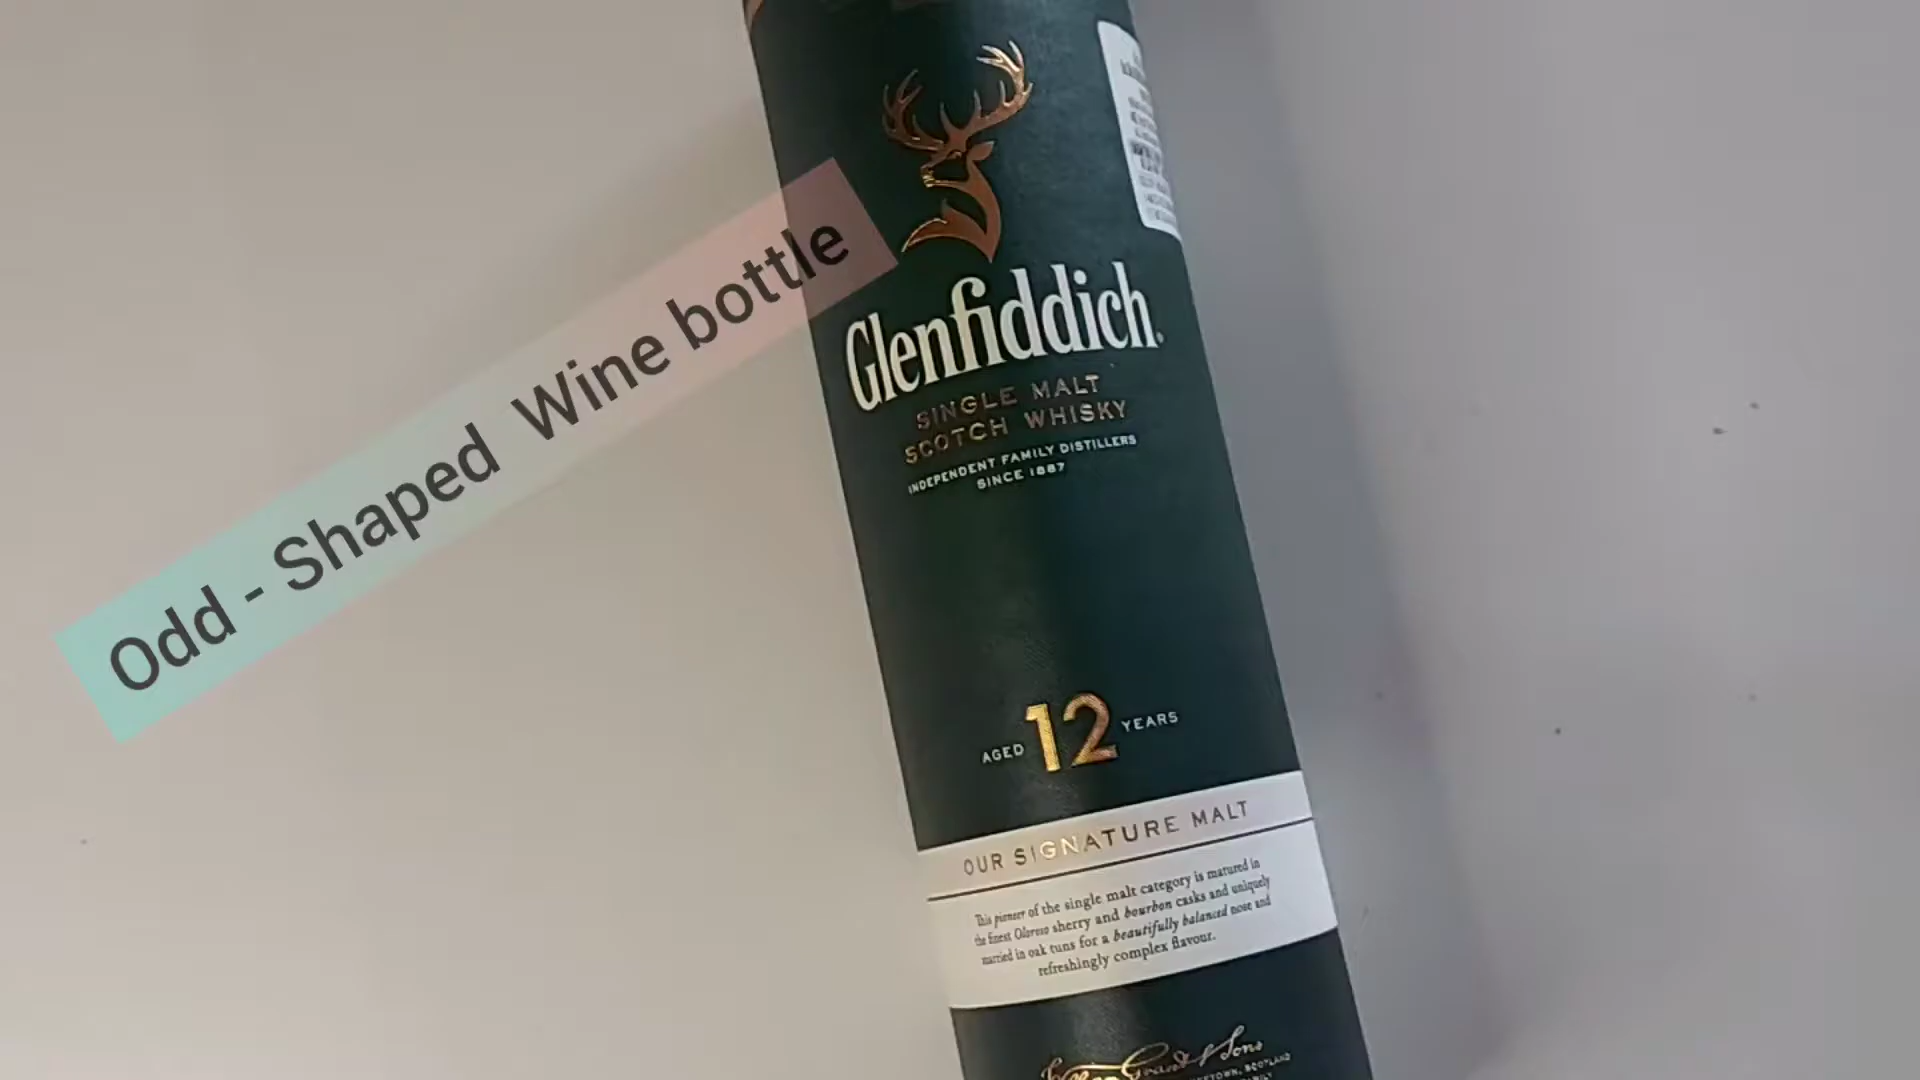 Odd - Shaped Wine bottle
Glenfiddich
SINGLE MALT
SCOTCH WHISKY
INDEPENDENT FAMILY DISTILLERS
SINCE 1887
AGED 12 YEARS
OUR SIGNATURE MALT
This pioneer of the single malt category is matured in
the finest Oloroso sherry and bourbon casks and uniquely
married in oak tuns for a beautifully balanced nose and
refreshingly complex flavour.
Grant & Sons